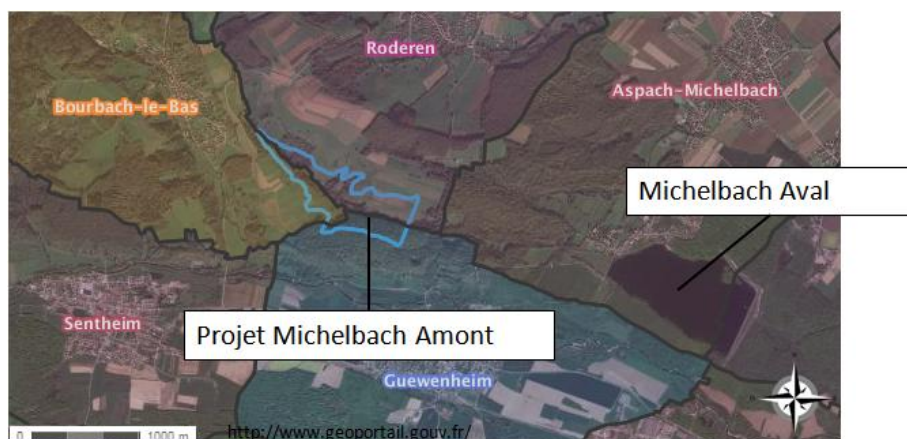 Roderen
Aspach-Michelbach
Bourbach-le-Bas
Michelbach Aval
Sentheim
Projet Michelbach Amont
Guewenheim
0 1000 m
http://www.geoportail.gouv.fr/